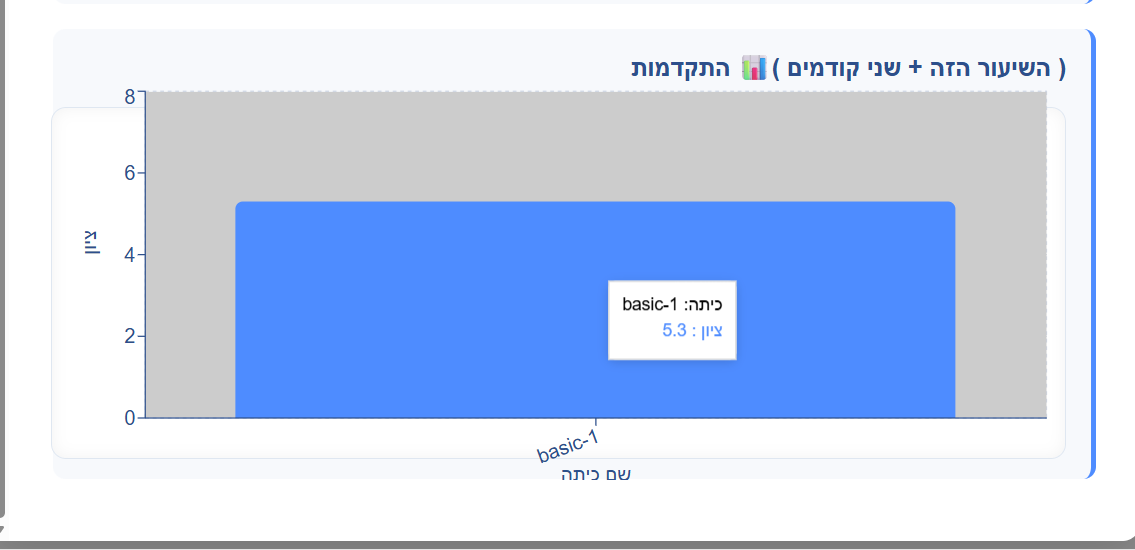 התקדמות 📊 ( השיעור הזה + שני קודמים )
8
6
4
2
0
ציון
כיתה: basic-1
ציון : 5.3
basic-1
שם כיתה